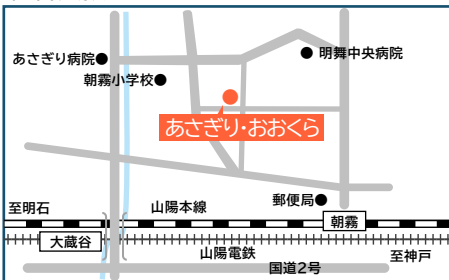 あさぎり病院●
●明舞中央病院
朝霧小学校●
あさぎり・おおくら
郵便局●
至明石
山陽本線
朝霧
大蔵谷
山陽電鉄
至神戸
国道2号